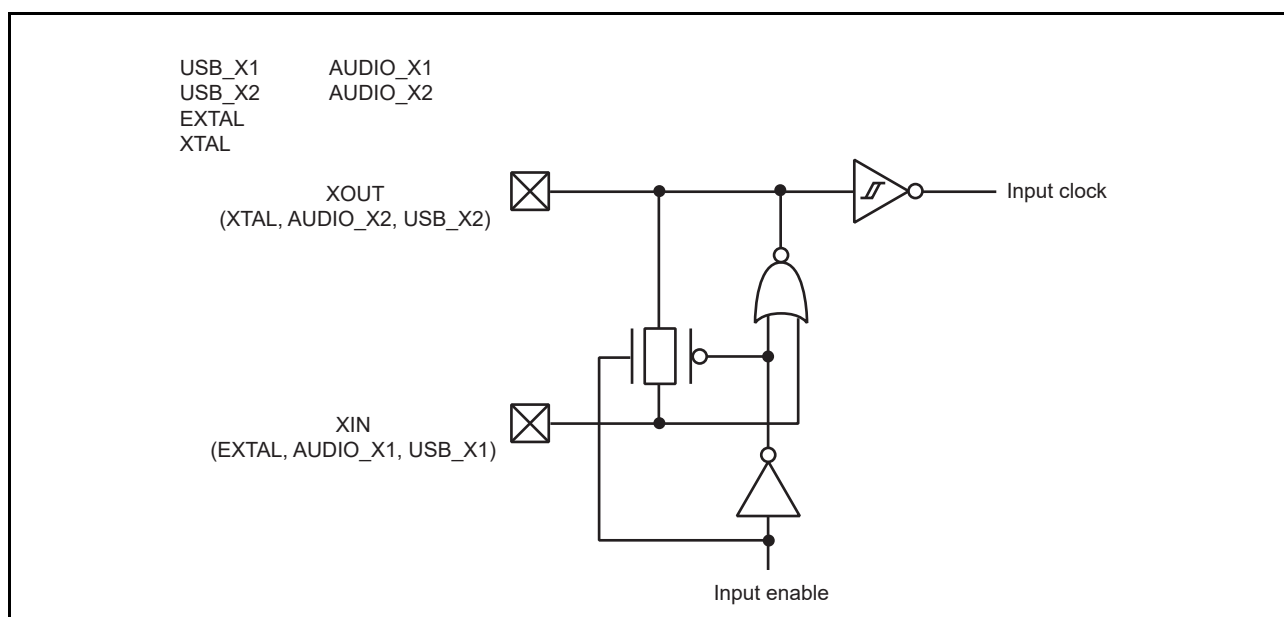 USB_X1 AUDIO_X1
USB_X2 AUDIO_X2
EXTAL
XTAL
XOUT
(XTAL, AUDIO_X2, USB_X2)
Input clock
XIN
(EXTAL, AUDIO_X1, USB_X1)
Input enable